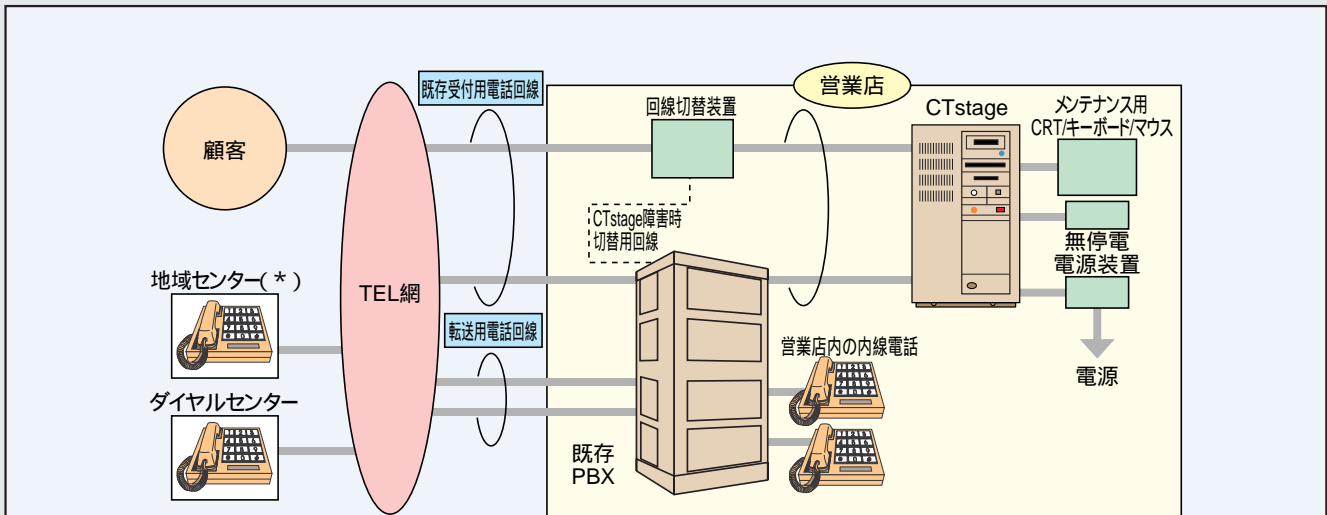 既存受付用電話回線
営業店
回線切替装置
CTstage
メンテナンス用
CRT/キーボード/マウス
顧客
CTstage障害時
切替用回線
無停電
電源装置
地域センター(*)
TEL網
転送用電話回線
営業店内の内線電話
電源
ダイヤルセンター
既存
PBX